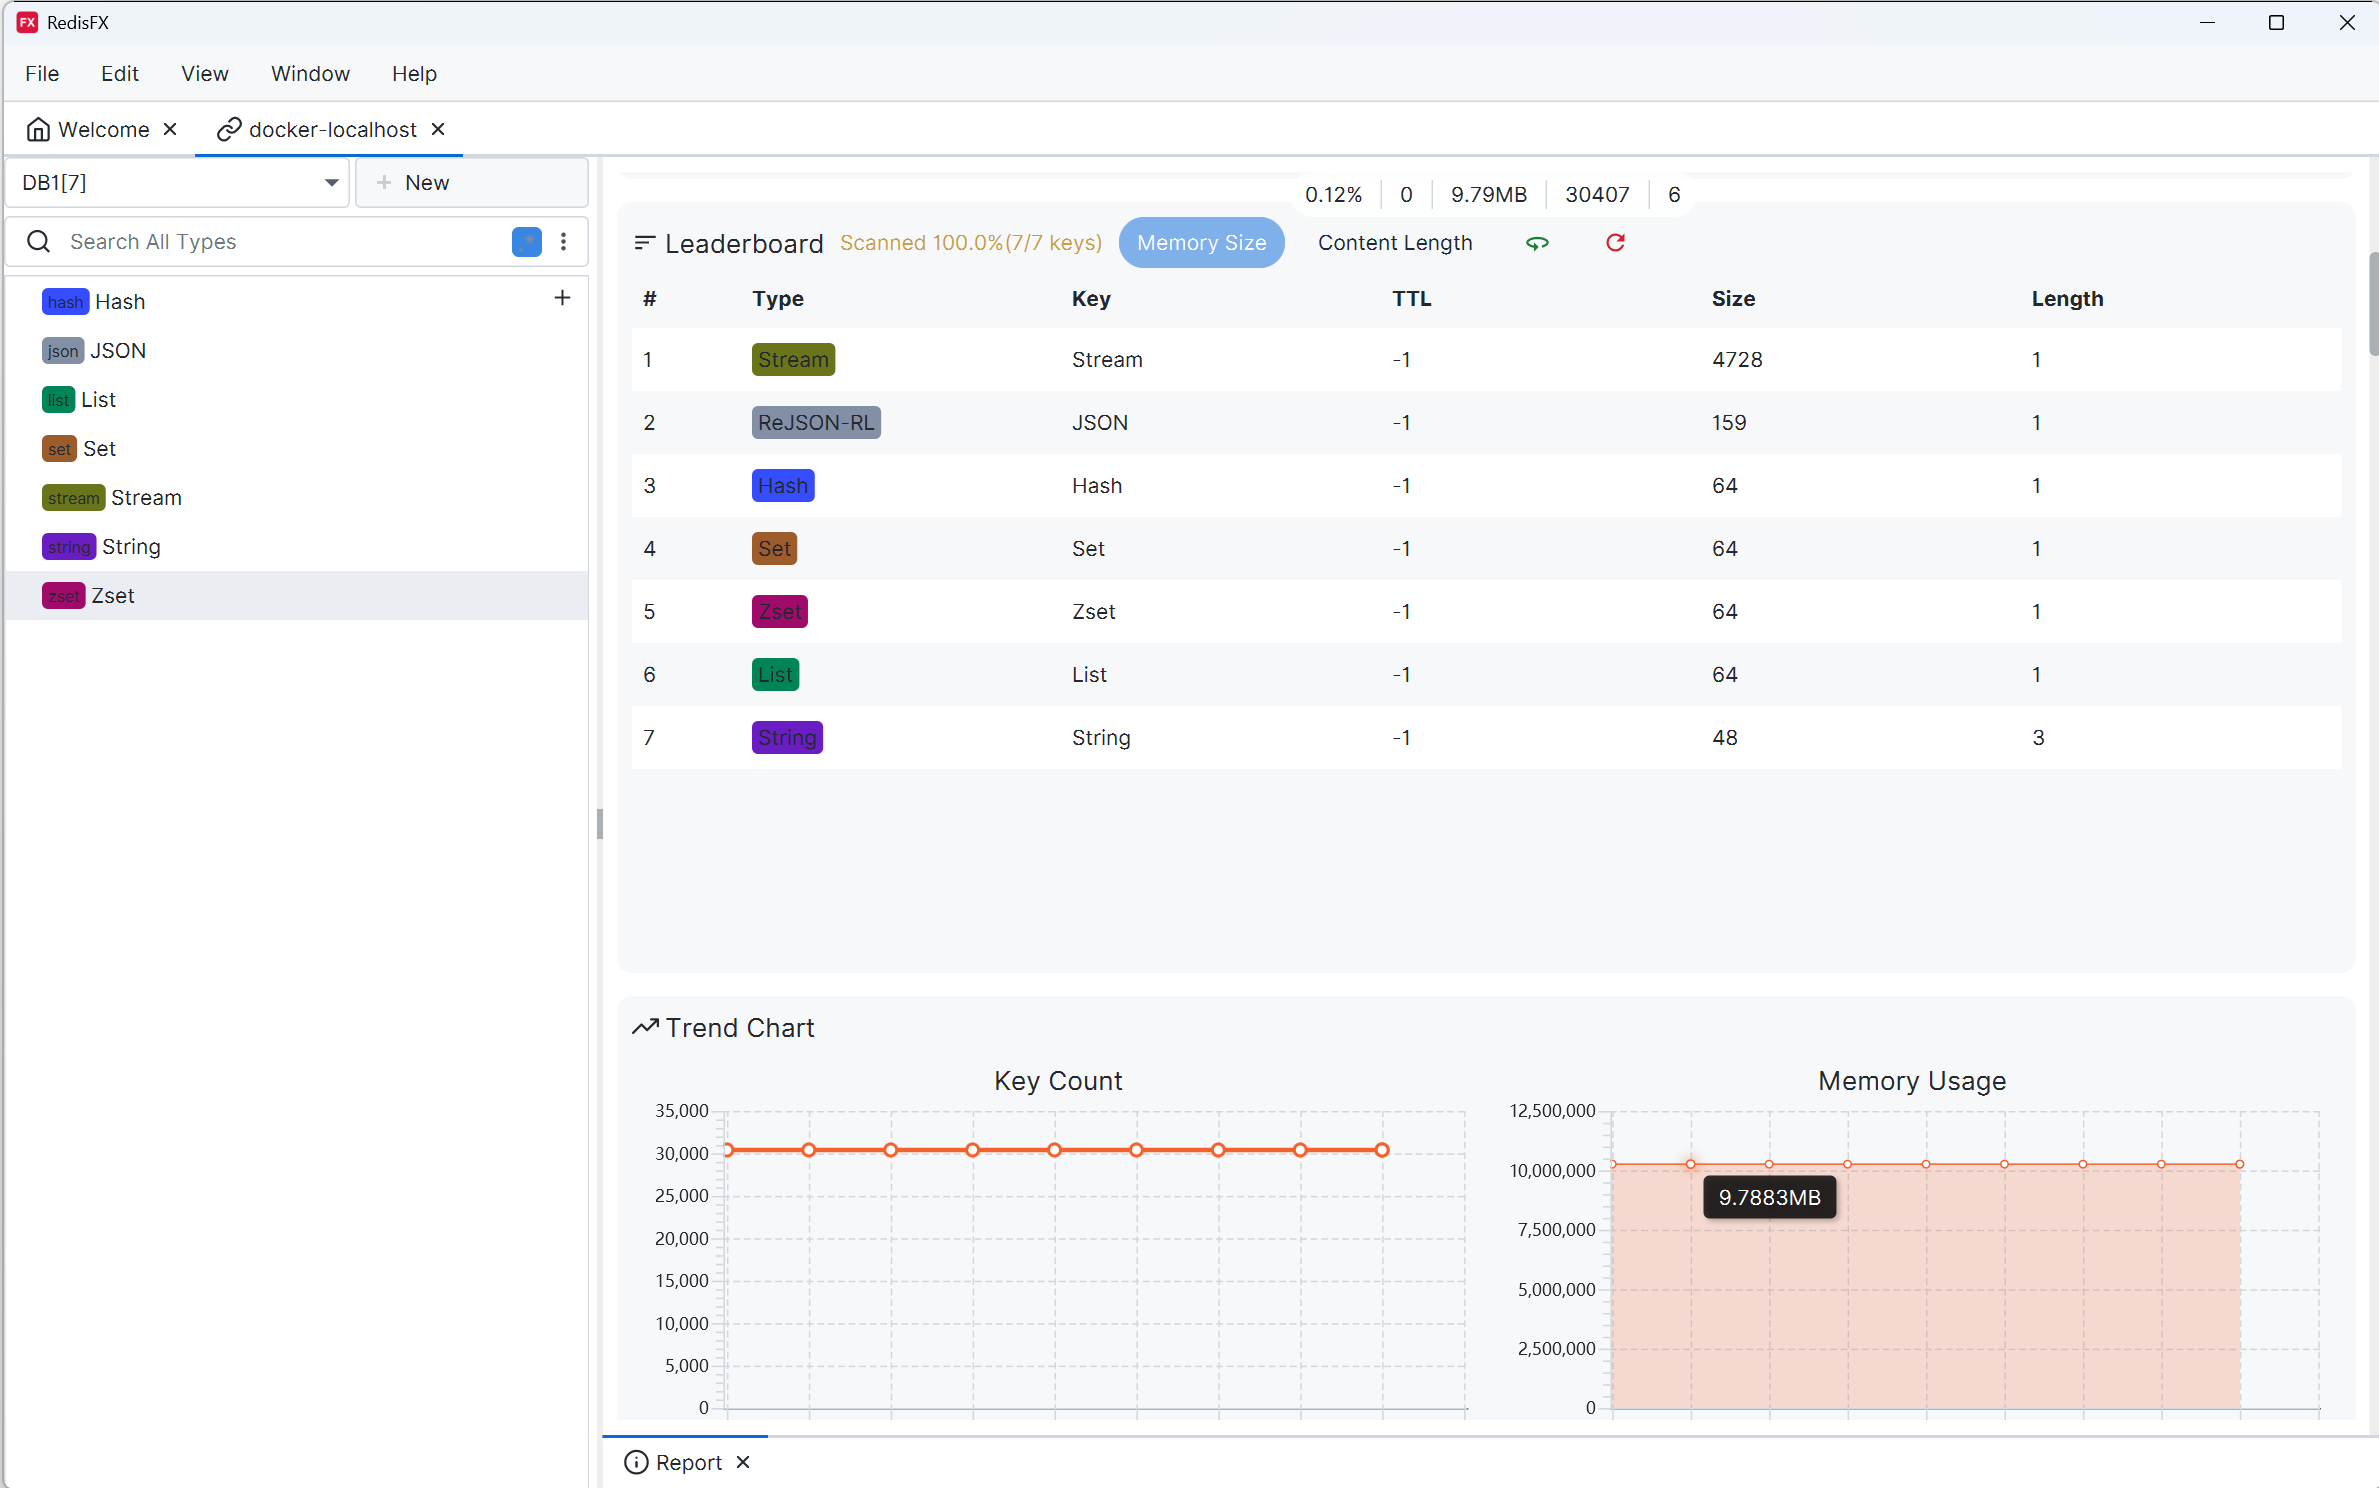 FX RedisFX
File Edit View Window Help
Welcome docker-localhost
DB1[7] + New
Search All Types .*
hash Hash
json JSON
list List
set Set
stream Stream
string String
zset Zset
0.12% 0 9.79MB 30407 6
Leaderboard Scanned 100.0%(7/7 keys) Memory Size Content Length
# Type Key TTL Size Length
1 Stream Stream -1 4728 1
2 ReJSON-RL JSON -1 159 1
3 Hash Hash -1 64 1
4 Set Set -1 64 1
5 Zset Zset -1 64 1
6 List List -1 64 1
7 String String -1 48 3
Trend Chart
Key Count
35,000
30,000
25,000
20,000
15,000
10,000
5,000
0
Memory Usage
12,500,000
10,000,000
7,500,000
5,000,000
2,500,000
0
9.7883MB
Report